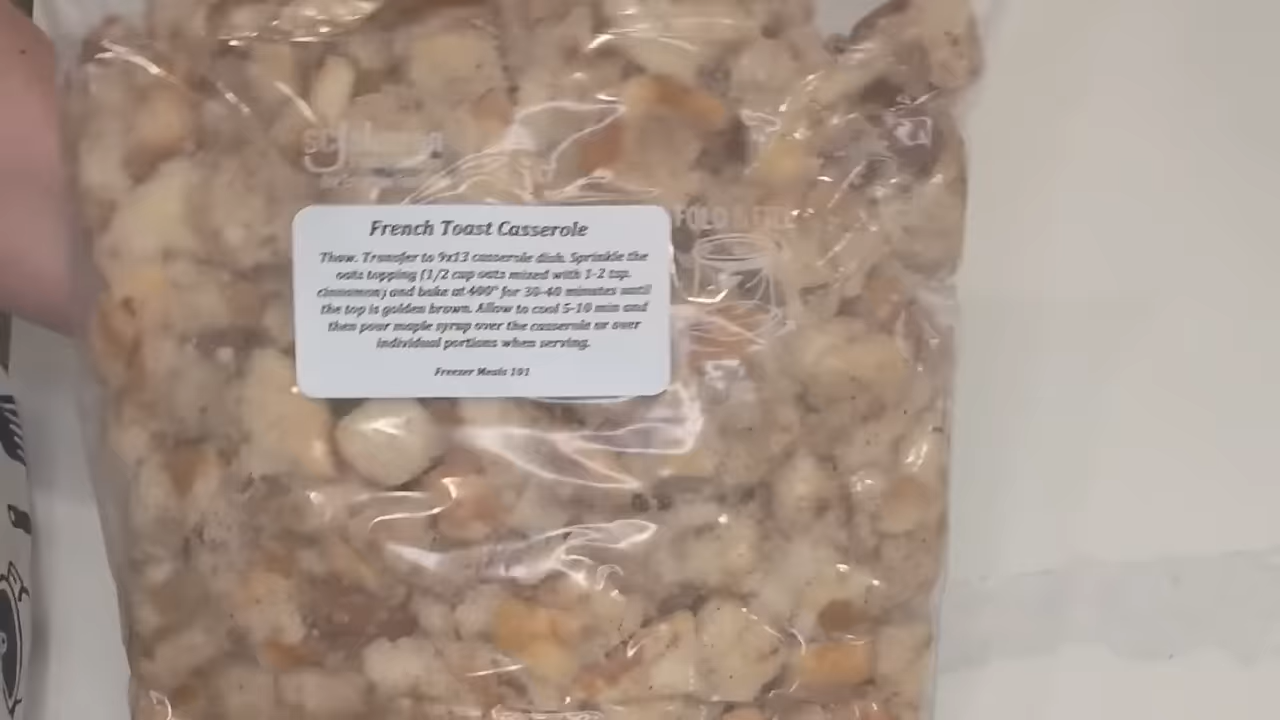 scjohnson
FOLD & FILL
French Toast Casserole
Thaw. Transfer to 9x13 casserole dish. Sprinkle the
oats topping (1/2 cup oats mixed with 1-2 tsp.
cinnamon) and bake at 400° for 30-40 minutes until
the top is golden brown. Allow to cool 5-10 min and
then pour maple syrup over the casserole or over
individual portions when serving.
Freezer Meals 101